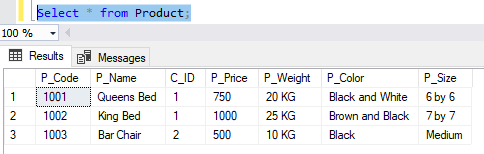 Select * from Product;
100 %
Results Messages
P_Code P_Name C_ID P_Price P_Weight P_Color P_Size
1 1001 Queens Bed 1 750 20 KG Black and White 6 by 6
2 1002 King Bed 1 1000 25 KG Brown and Black 7 by 7
3 1003 Bar Chair 2 500 10 KG Black Medium